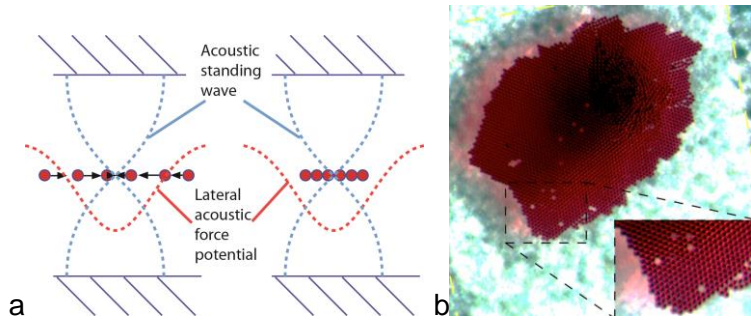 Acoustic
standing
wave
Lateral
acoustic
force
potential
a
b